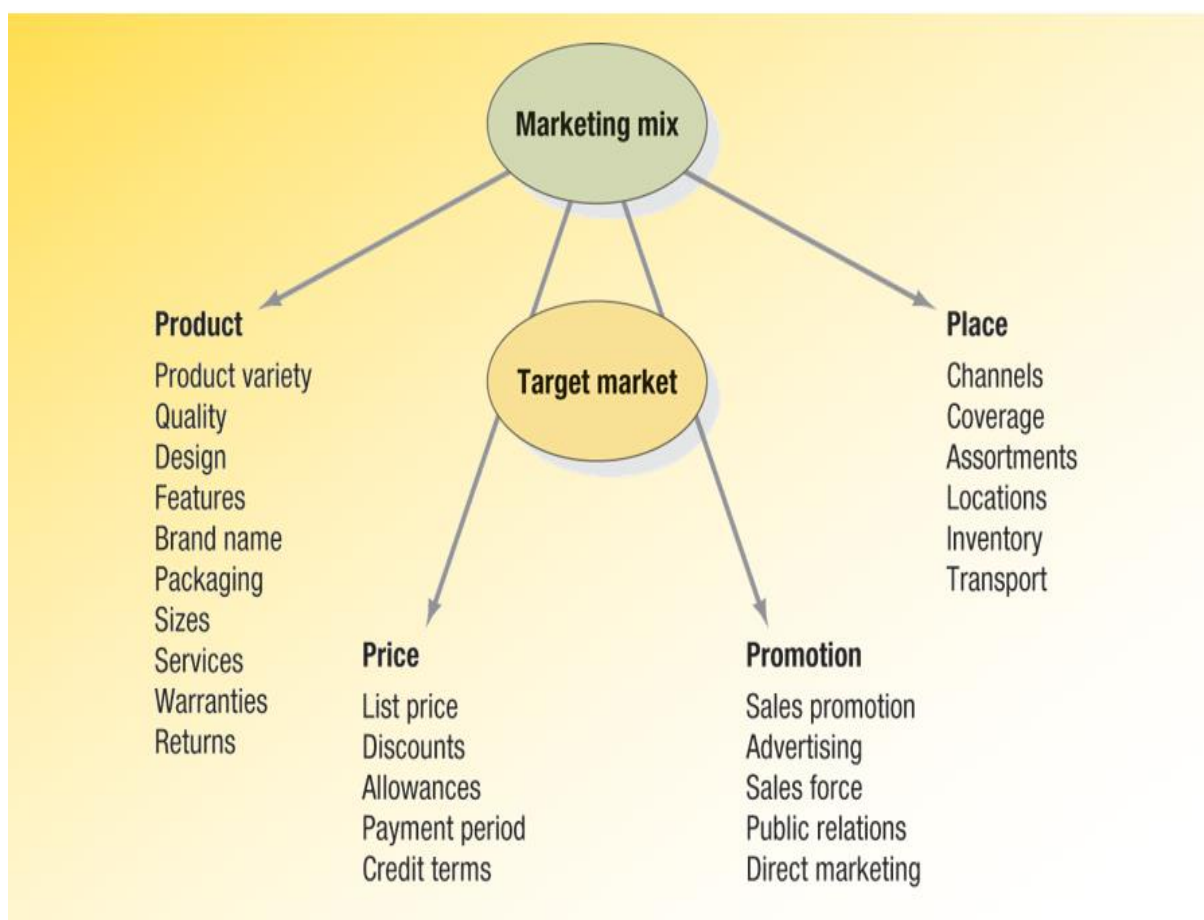 Marketing mix
Target market
Product
Product variety
Quality
Design
Features
Brand name
Packaging
Sizes
Services
Warranties
Returns
Price
List price
Discounts
Allowances
Payment period
Credit terms
Promotion
Sales promotion
Advertising
Sales force
Public relations
Direct marketing
Place
Channels
Coverage
Assortments
Locations
Inventory
Transport